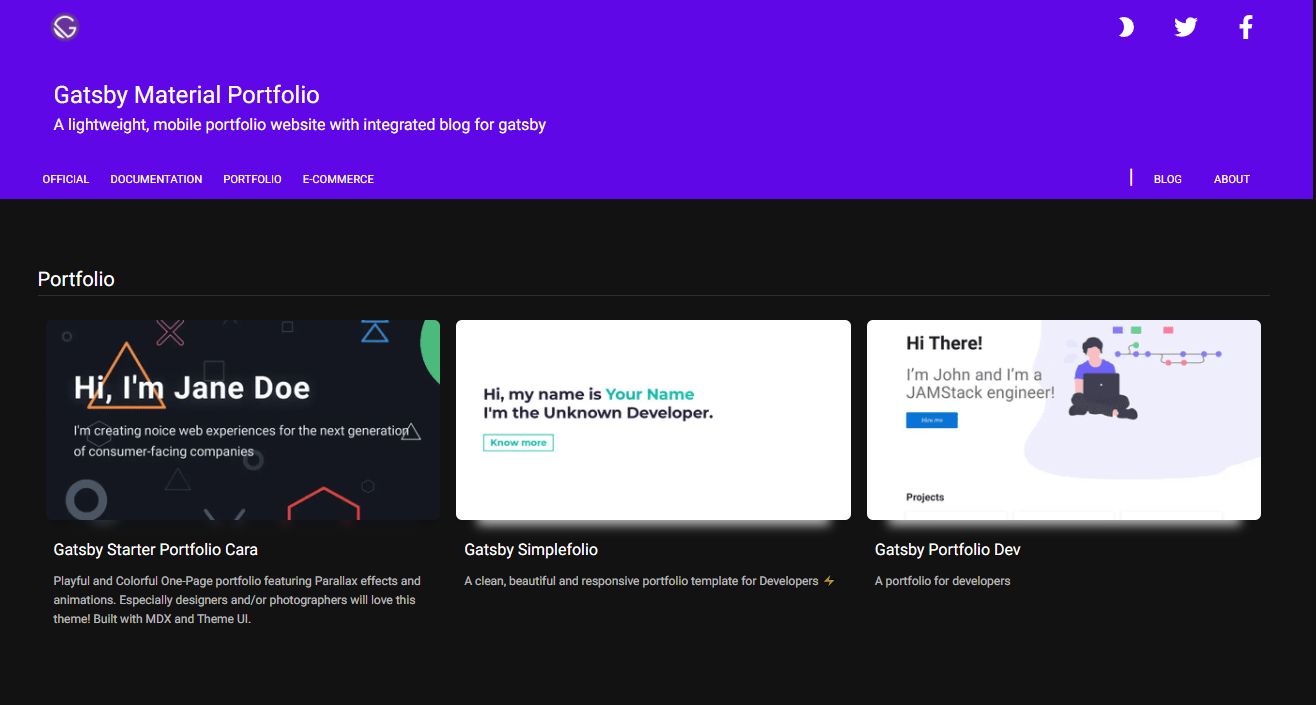 Gatsby Material Portfolio
A lightweight, mobile portfolio website with integrated blog for gatsby
OFFICIAL DOCUMENTATION PORTFOLIO E-COMMERCE | BLOG ABOUT
Portfolio
Hi, I'm Jane Doe
I'm creating noice web experiences for the next generation
of consumer-facing companies
Hi, my name is Your Name
I'm the Unknown Developer.
Know more
Hi There!
I'm John and I'm a
JAMStack engineer!
Hire me
Projects
Gatsby Starter Portfolio Cara
Playful and Colorful One-Page portfolio featuring Parallax effects and
animations. Especially designers and/or photographers will love this
theme! Built with MDX and Theme UI.
Gatsby Simplefolio
A clean, beautiful and responsive portfolio template for Developers ⚡
Gatsby Portfolio Dev
A portfolio for developers